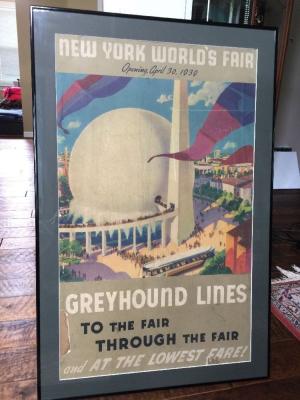 NEW YORK WORLD'S FAIR
Opening, April 30, 1939
GREYHOUND LINES
TO THE FAIR
THROUGH THE FAIR
and AT THE LOWEST FARE!